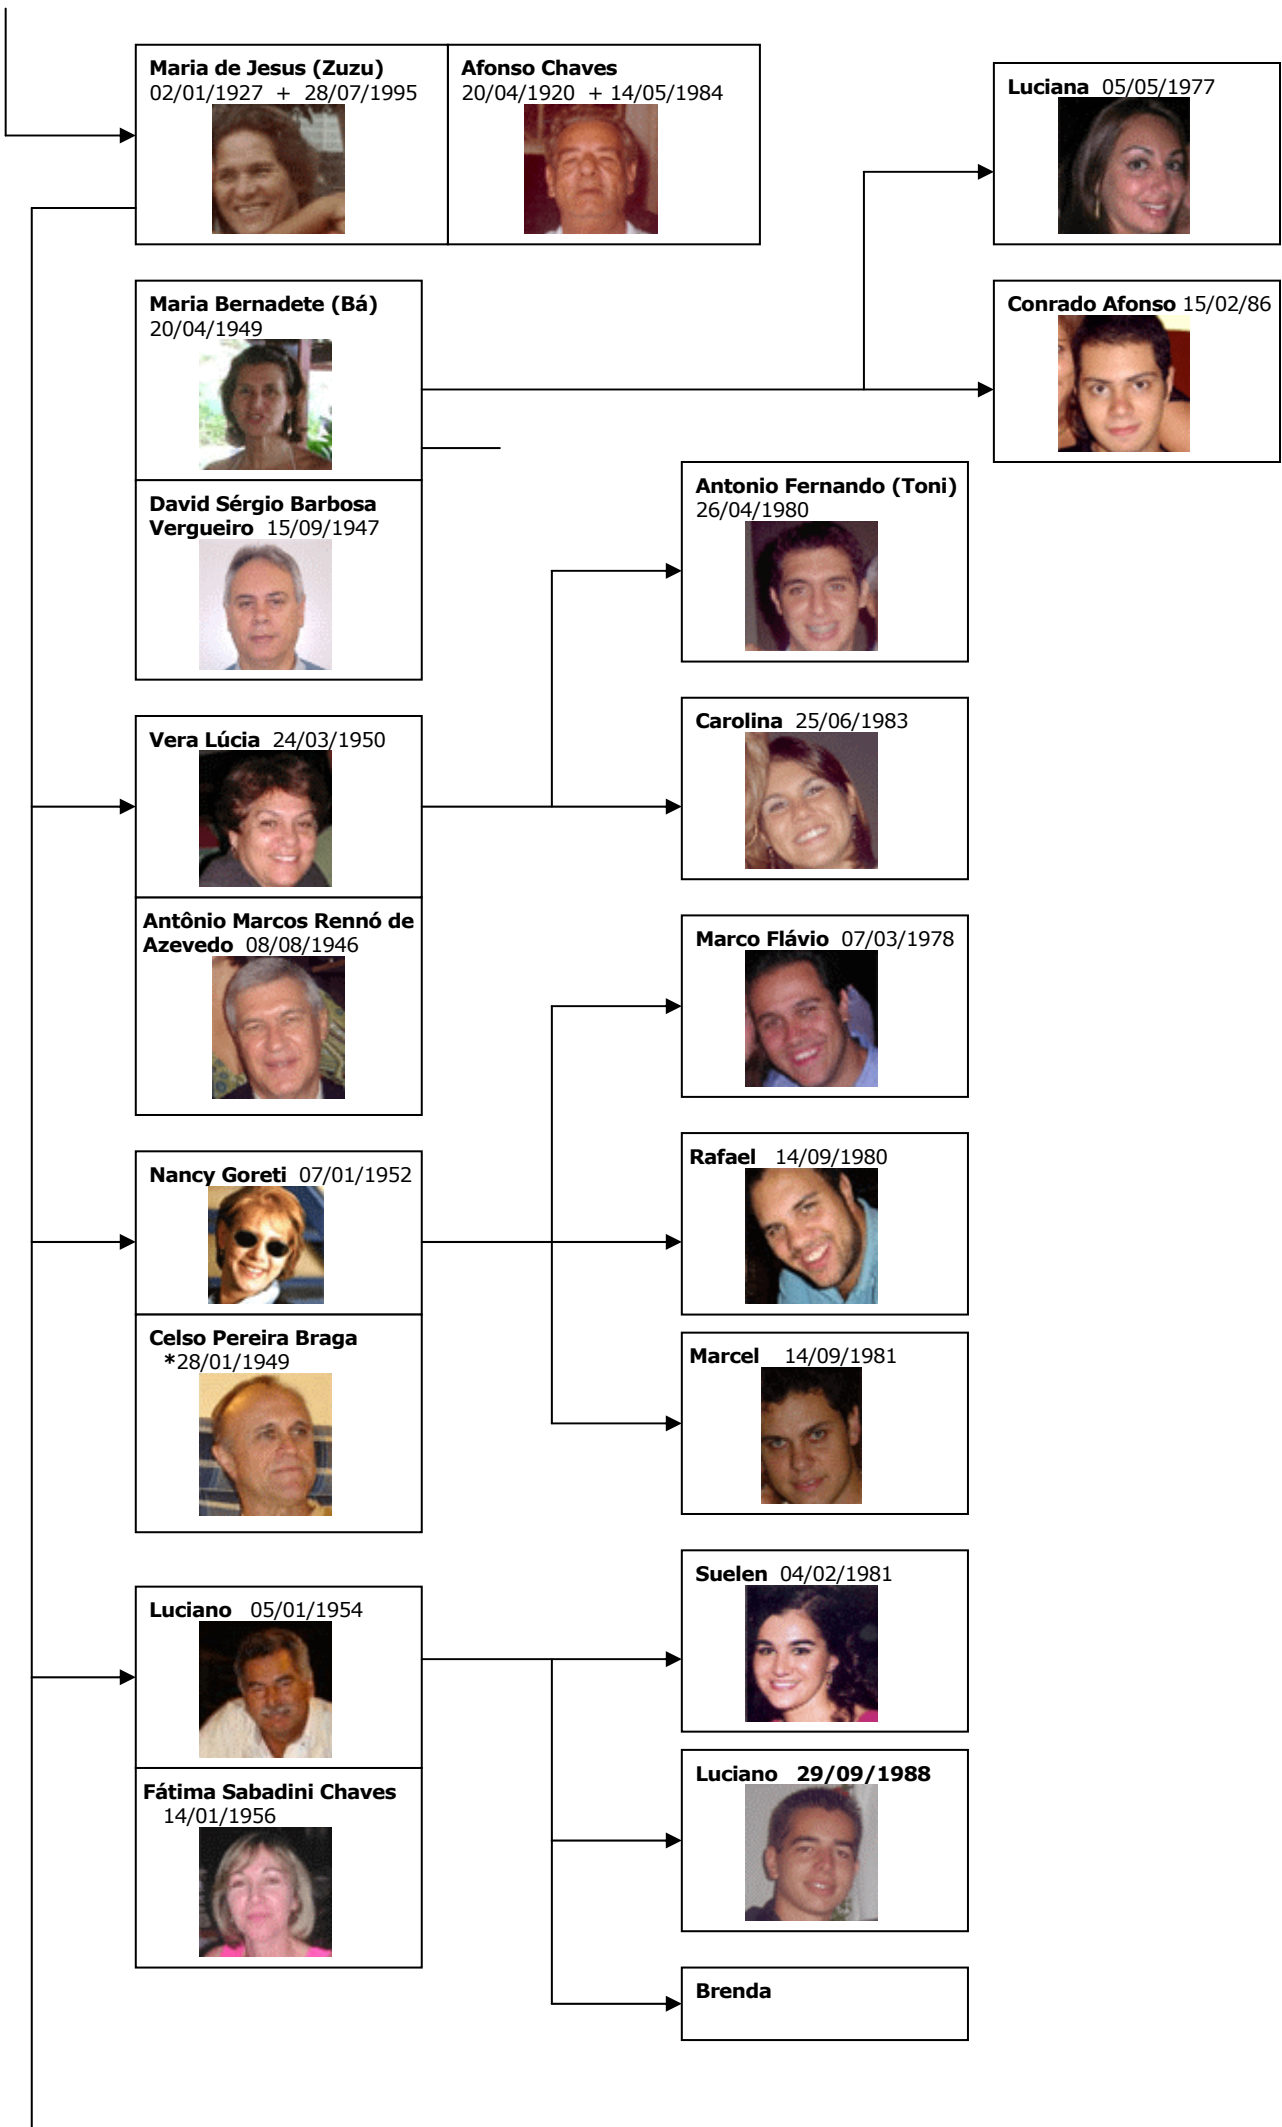 Maria de Jesus (Zuzu)
02/01/1927 + 28/07/1995
Afonso Chaves
20/04/1920 + 14/05/1984
Luciana 05/05/1977
Maria Bernadete (Bá)
20/04/1949
Conrado Afonso 15/02/86
David Sérgio Barbosa
Vergueiro 15/09/1947
Antonio Fernando (Toni)
26/04/1980
Vera Lúcia 24/03/1950
Carolina 25/06/1983
Antônio Marcos Rennó de
Azevedo 08/08/1946
Marco Flávio 07/03/1978
Nancy Goreti 07/01/1952
Rafael 14/09/1980
Celso Pereira Braga
*28/01/1949
Marcel 14/09/1981
Luciano 05/01/1954
Suelen 04/02/1981
Fátima Sabadini Chaves
14/01/1956
Luciano 29/09/1988
Brenda